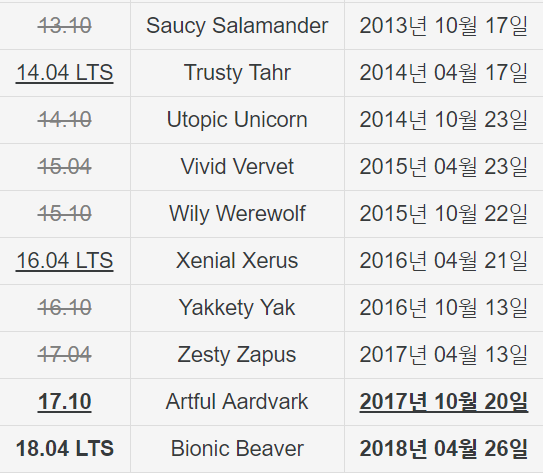 13.10 Saucy Salamander 2013년 10월 17일
14.04 LTS Trusty Tahr 2014년 04월 17일
14.10 Utopic Unicorn 2014년 10월 23일
15.04 Vivid Vervet 2015년 04월 23일
15.10 Wily Werewolf 2015년 10월 22일
16.04 LTS Xenial Xerus 2016년 04월 21일
16.10 Yakkety Yak 2016년 10월 13일
17.04 Zesty Zapus 2017년 04월 13일
17.10 Artful Aardvark 2017년 10월 20일
18.04 LTS Bionic Beaver 2018년 04월 26일